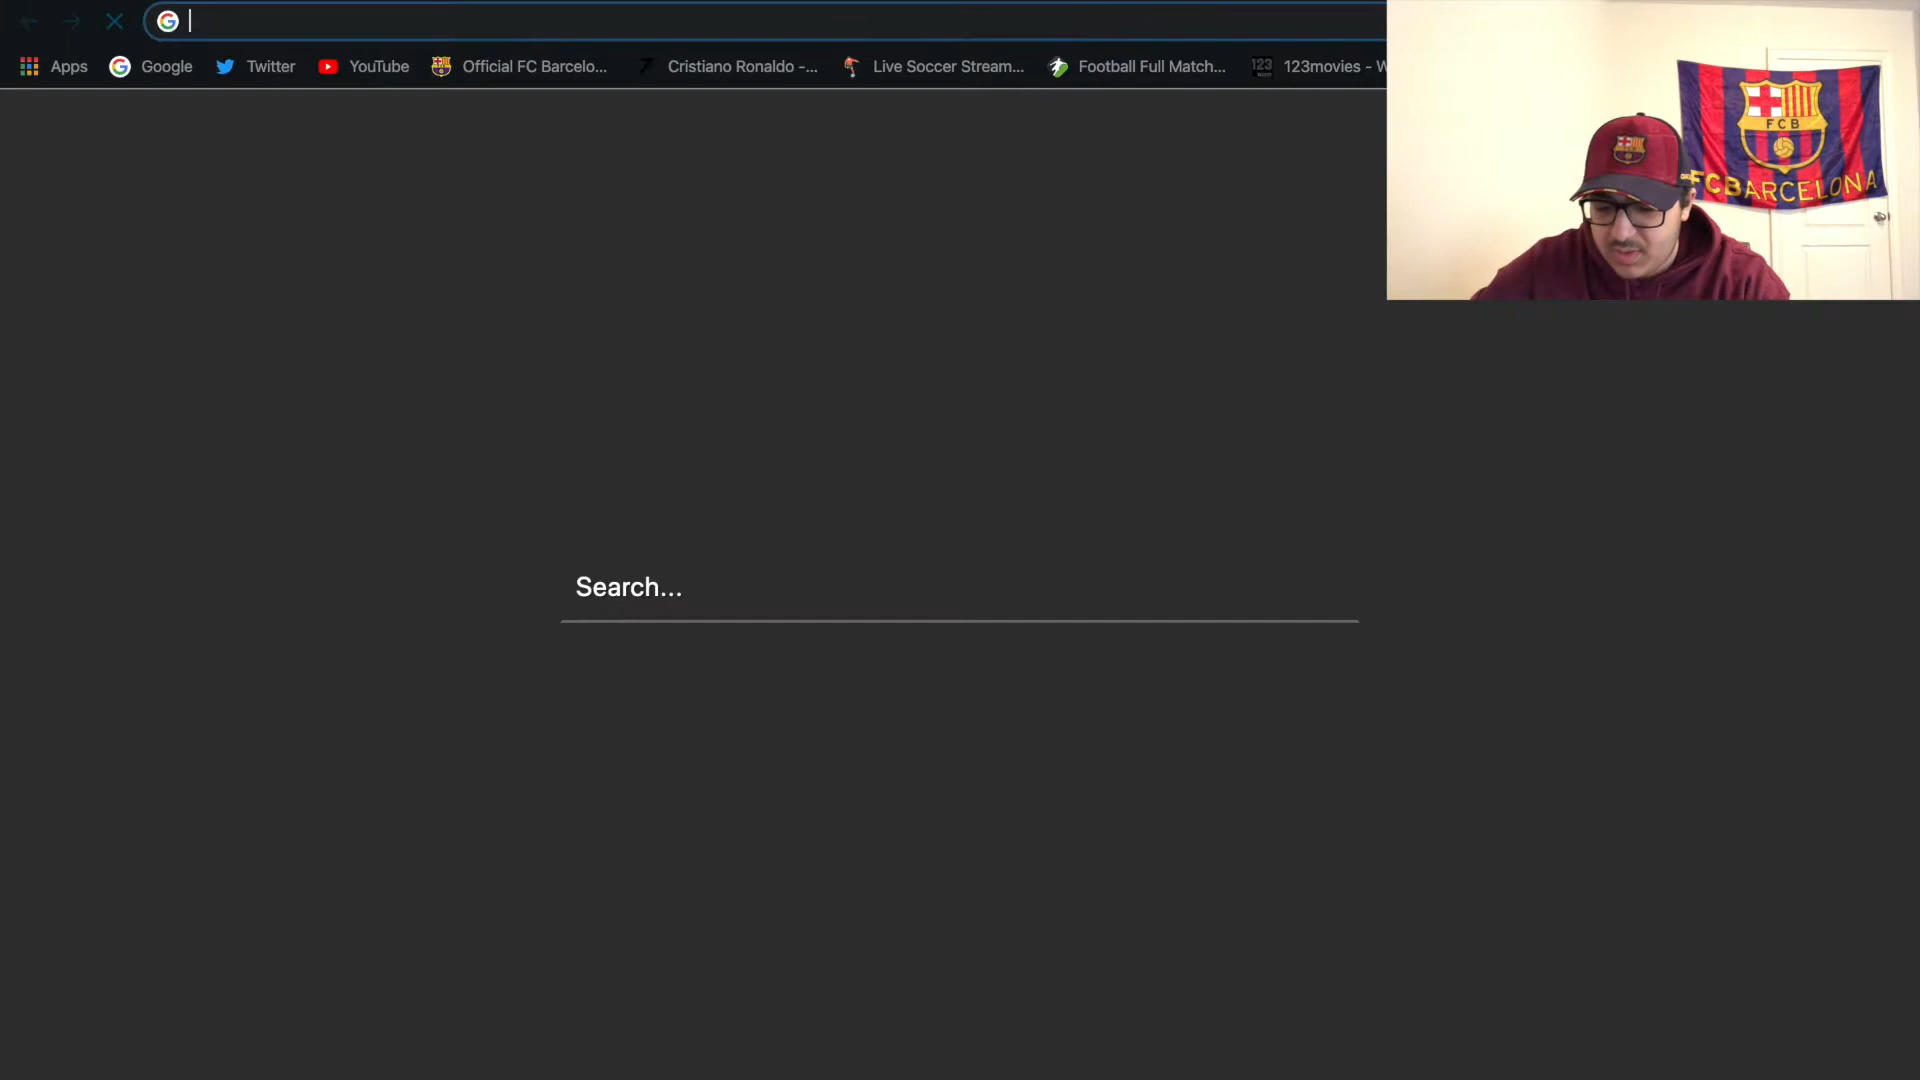 Apps Google Twitter YouTube Official FC Barcelo... Cristiano Ronaldo -... Live Soccer Stream... Football Full Match... 123movies - W
FCB
FCBARCELONA
Search...